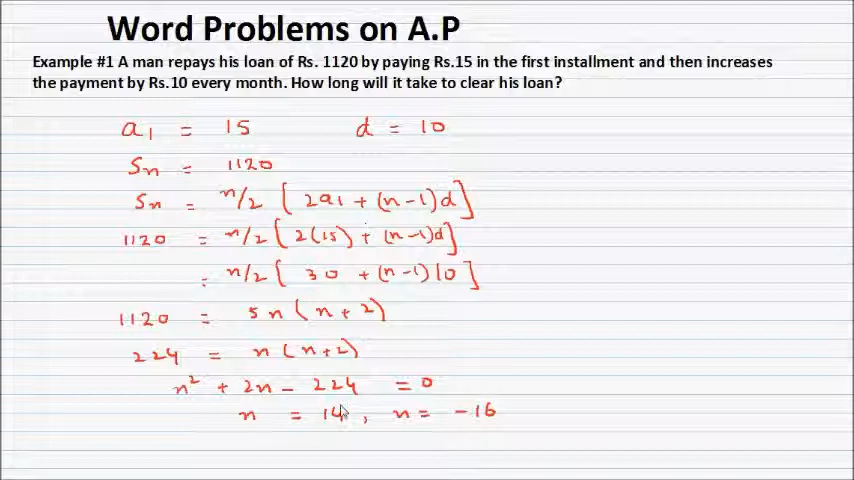 Word Problems on A.P
Example #1 A man repays his loan of Rs. 1120 by paying Rs.15 in the first installment and then increases
the payment by Rs.10 every month. How long will it take to clear his loan?
a1 = 15 d = 10
Sn = 1120
Sn = n/2 [ 2a1 + (n-1)d]
1120 = n/2 [ 2(15) + (n-1)d]
= n/2 [ 30 + (n-1)10 ]
1120 = 5n ( n+2)
224 = n ( n+2)
n² + 2n - 224 = 0
n = 14, n = -16